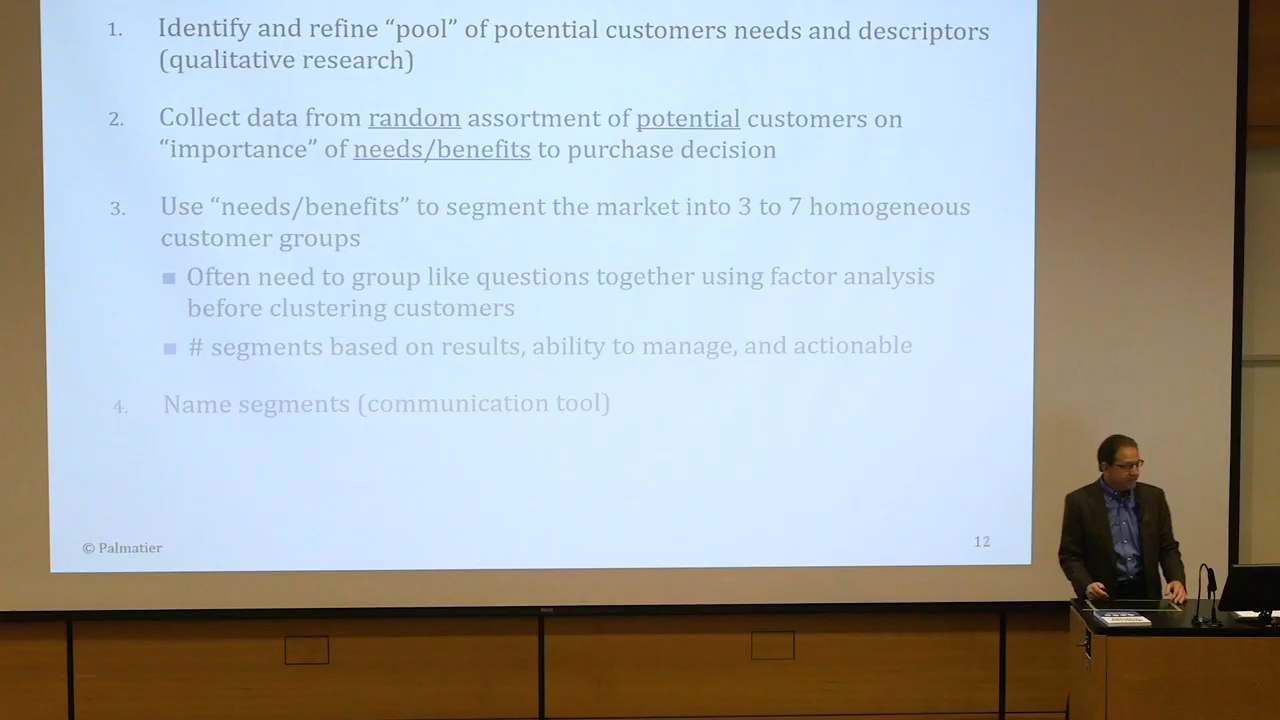 1. Identify and refine “pool” of potential customers needs and descriptors
(qualitative research)
2. Collect data from random assortment of potential customers on
“importance” of needs/benefits to purchase decision
3. Use “needs/benefits” to segment the market into 3 to 7 homogeneous
customer groups
■ Often need to group like questions together using factor analysis
before clustering customers
■ # segments based on results, ability to manage, and actionable
4. Name segments (communication tool)
© Palmatier
12